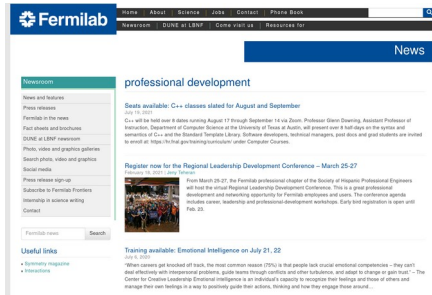 Fermilab
Home About Science Jobs Contact Phone Book
Newsroom DUNE at LBNF Come visit us Resources for
News
Newsroom
News and features
Press releases
Fermilab in the news
Fact sheets and brochures
DUNE at LBNF newsroom
Photo, video and graphics galleries
Search photo, video and graphics
Social media
Press release sign-up
Subscribe to Fermilab Frontiers
Internship in science writing
Contact
Fermilab news Search
Useful links
Symmetry magazine
Interactions
professional development
Seats available: C++ classes slated for August and September
July 19, 2021
C++ will be held over 8 dates running August 17 through September 14 via Zoom. Professor Glenn Downing, Assistant Professor of
Instruction, Department of Computer Science at the University of Texas at Austin, will present over 8 half-days on the syntax and
semantics of C++ and the Standard Template Library. Software developers, technical managers, post docs and grad students are invited
to enroll at: https://hr.fnal.gov/training/curriculum/ under Computer Courses.
Register now for the Regional Leadership Development Conference – March 25-27
February 19, 2021 | Jerry Teheran
From March 25-27, the Fermilab professional chapter of the Society of Hispanic Professional Engineers
will host the virtual Regional Leadership Development Conference. This is a great professional
development and networking opportunity for Fermilab employees and users. The conference agenda
includes career, leadership and professional-development workshops. Early bird registration is open until
Feb. 23.
Training available: Emotional Intelligence on July 21, 22
July 6, 2020
“When careers get knocked off track, the most common reason (75%) is that people lack crucial emotional competencies – they can’t
deal effectively with interpersonal problems, guide teams through conflicts and other turbulence, and adapt to change or gain trust.” – The
Center for Creative Leadership Emotional intelligence is an individual’s capacity to recognize their feelings and those of others and
manage their own feelings in a way to positively guide their actions, thinking and how they engage those around…